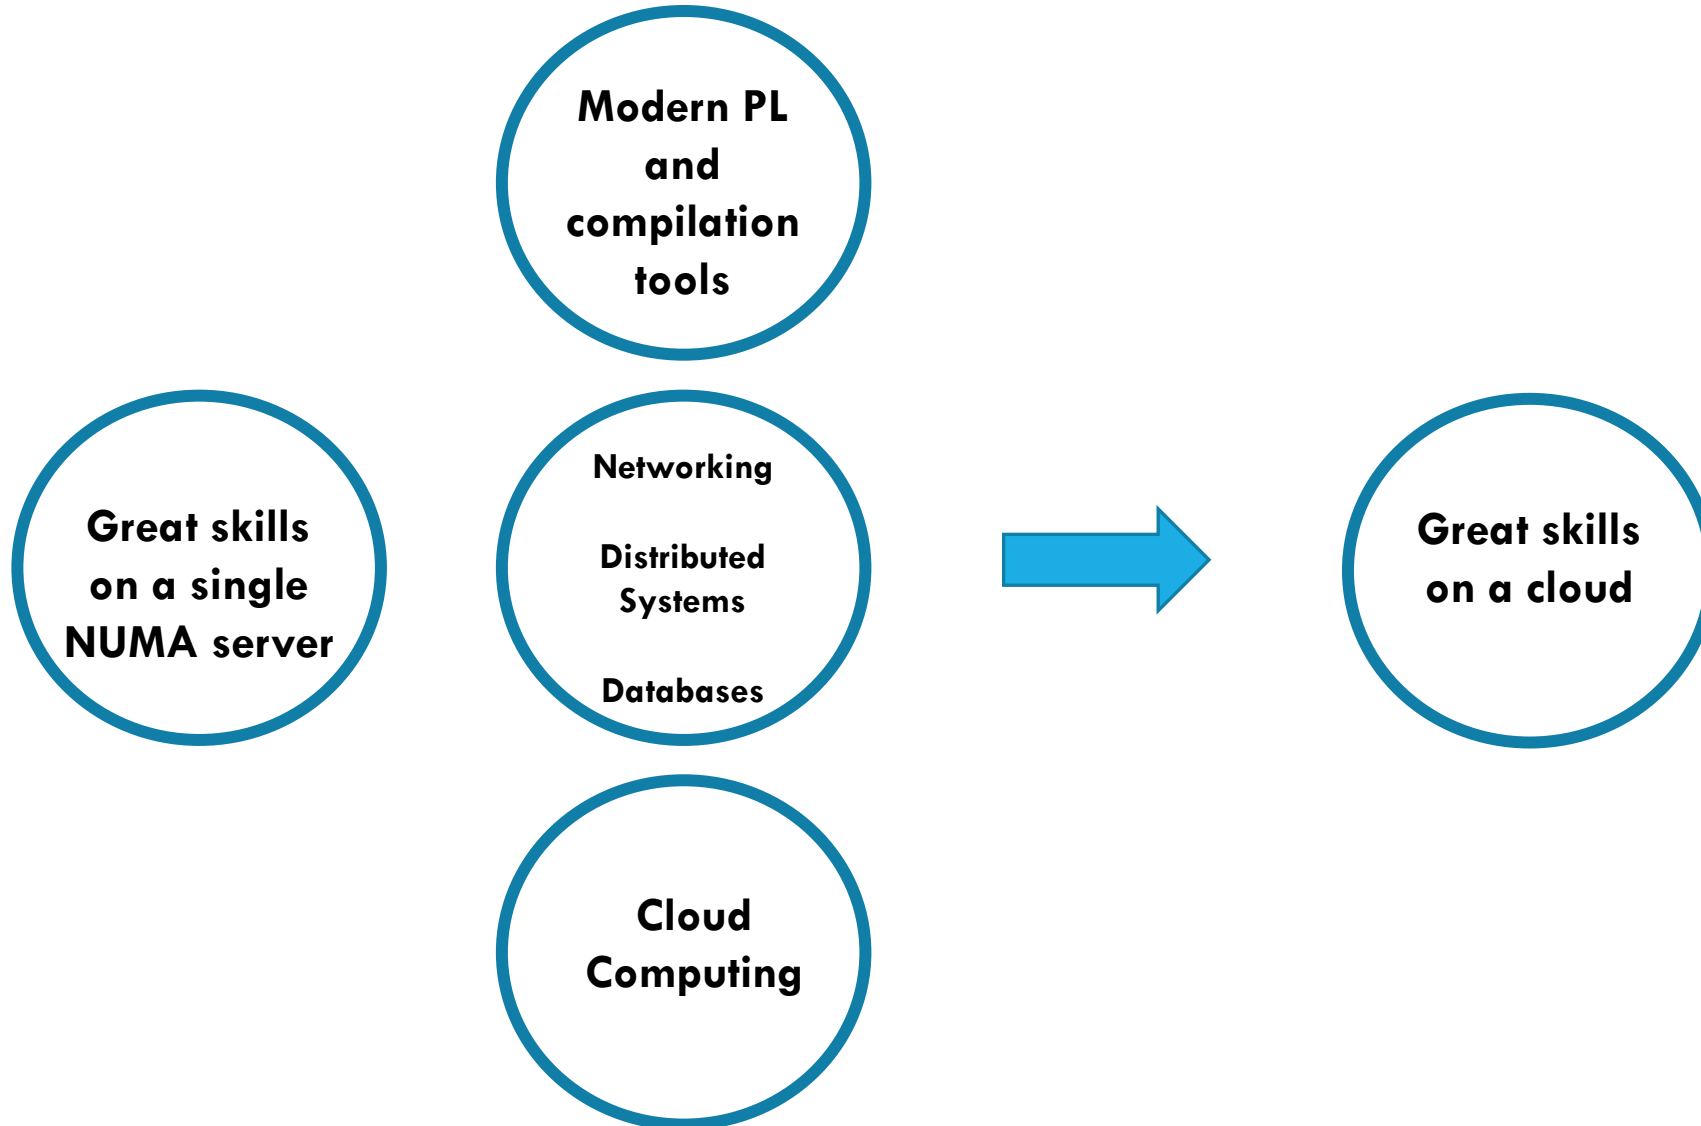 Modern PL
and
compilation
tools
Great skills
on a single
NUMA server
Networking
Distributed
Systems
Databases
Great skills
on a cloud
Cloud
Computing